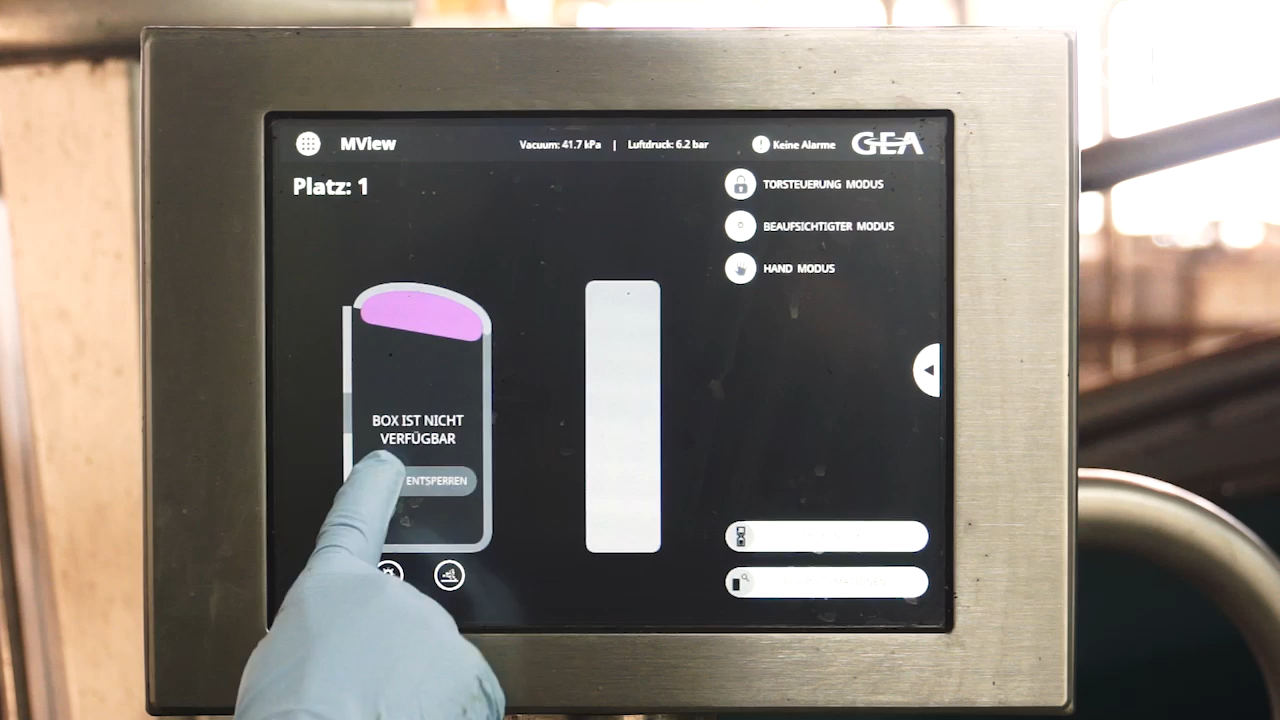 MView
Vacuum: 41.7 kPa | Luftdruck: 6.2 bar
Keine Alarme
GEA
Platz: 1
TORSTEUERUNG MODUS
BEAUFSICHTIGTER MODUS
HAND MODUS
BOX IST NICHT
VERFÜGBAR
ENTSPERREN